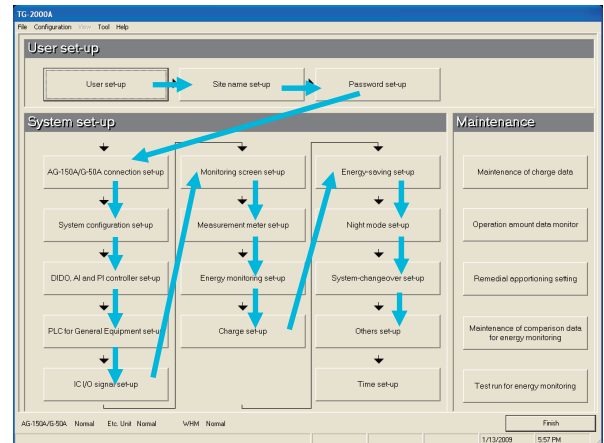 TG-2000A
File Configuration View Tool Help
User set-up
User set-up
Site name set-up
Password set-up
System set-up
AG-150A/G-50A connection set-up
System configuration set-up
DIDO, AI and PI controller set-up
PLC for General Equipment set-up
IC I/O signal set-up
Monitoring screen set-up
Measurement meter set-up
Energy monitoring set-up
Charge set-up
Energy-saving set-up
Night mode set-up
System-changeover set-up
Others set-up
Time set-up
Maintenance
Maintenance of charge data
Operation amount data monitor
Remedial apportioning setting
Maintenance of comparison data
for energy monitoring
Test run for energy monitoring
AG-150A/G-50A Normal Etc. Unit Normal WHM Normal
Finish
1/13/2009 5:57 PM